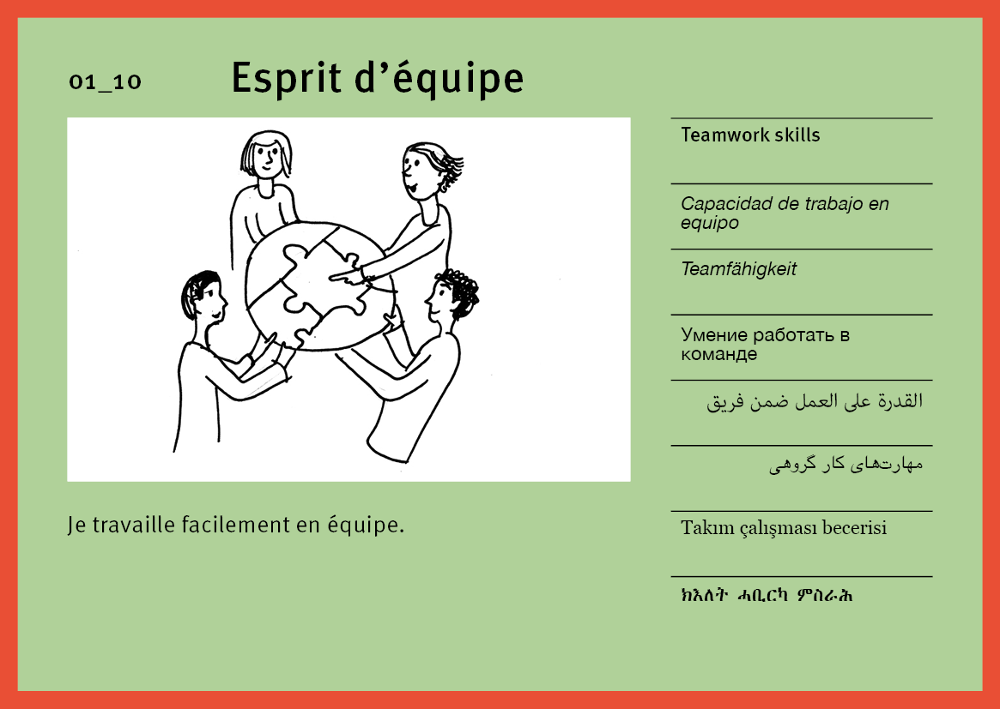 01_10
Esprit d’équipe
Teamwork skills
Capacidad de trabajo en
equipo
Teamfähigkeit
Умение работать в
команде
القدرة على العمل ضمن فريق
مهارت‌های کار گروهی
Takım çalışması becerisi
ክእለት ሓቢርካ ምስራሕ
Je travaille facilement en équipe.